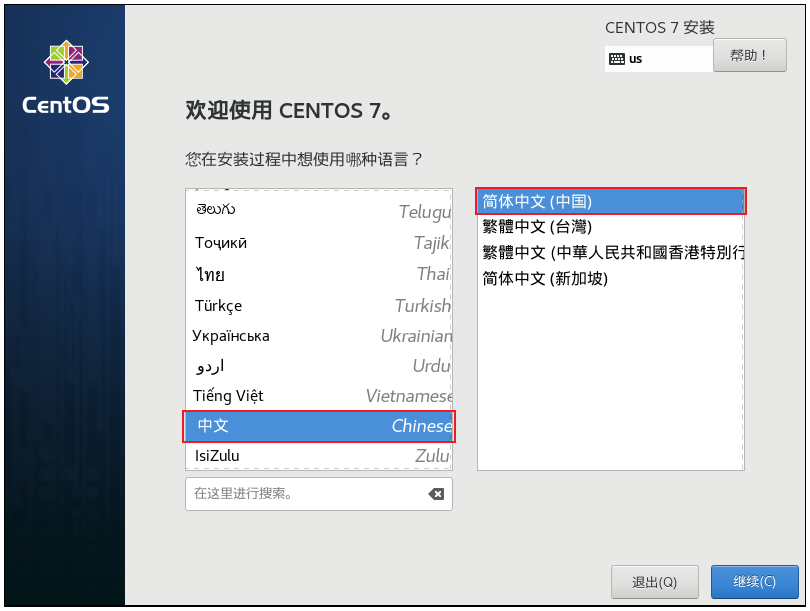 CentOS
CENTOS 7 安装
us
帮助！
欢迎使用 CENTOS 7。
您在安装过程中想使用哪种语言？
తెలుగు Telugu
Тоҷикӣ Tajik
ไทย Thai
Türkçe Turkish
Українська Ukrainian
اردو Urdu
Tiếng Việt Vietnamese
中文 Chinese
IsiZulu Zulu
在这里进行搜索。
简体中文 (中国)
繁體中文 (台灣)
繁體中文 (中華人民共和國香港特別行
简体中文 (新加坡)
退出(Q)
继续(C)